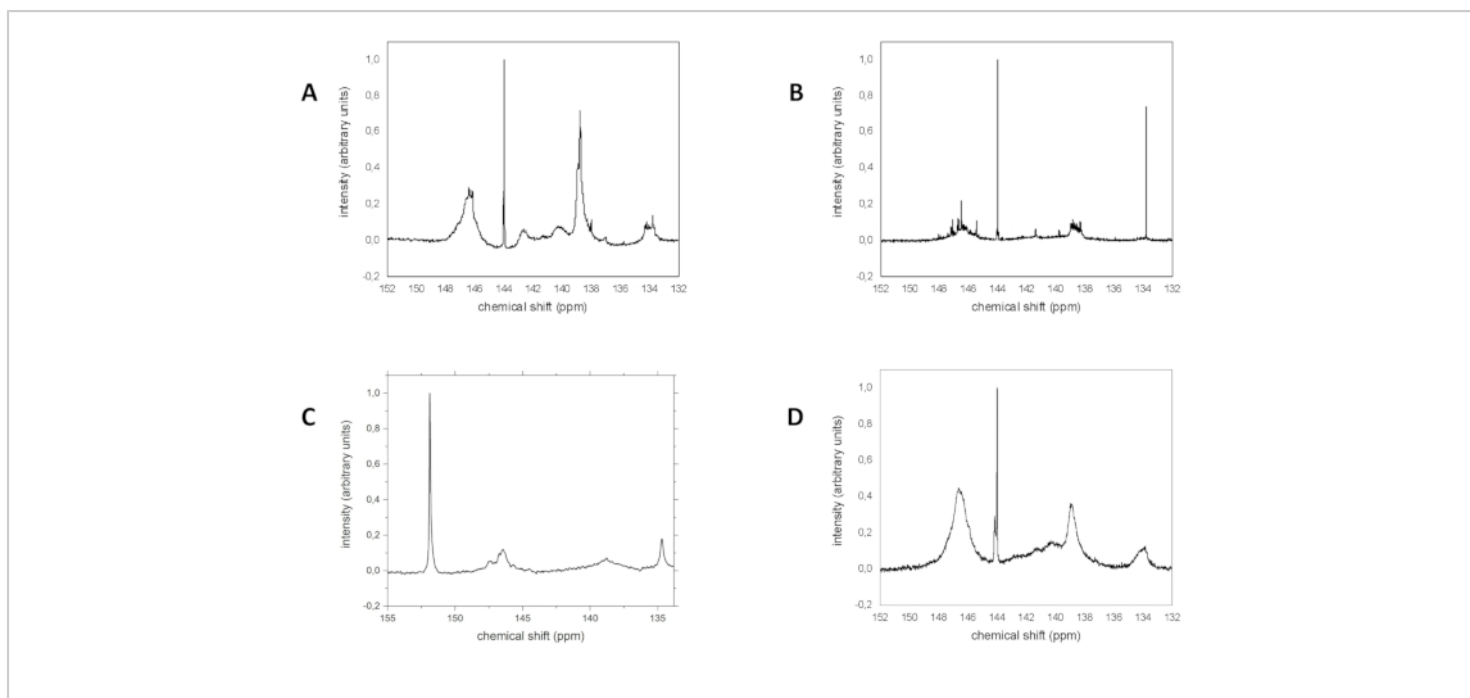 A
intensity (arbitrary units)
1,0
0,8
0,6
0,4
0,2
0,0
-0,2
152 150 148 146 144 142 140 138 136 134 132
chemical shift (ppm)
B
intensity (arbitrary units)
1,0
0,8
0,6
0,4
0,2
0,0
-0,2
152 150 148 146 144 142 140 138 136 134 132
chemical shift (ppm)
C
intensity (arbitrary units)
1,0
0,8
0,6
0,4
0,2
0,0
-0,2
155 150 145 140 135
chemical shift (ppm)
D
intensity (arbitrary units)
1,0
0,8
0,6
0,4
0,2
0,0
-0,2
152 150 148 146 144 142 140 138 136 134 132
chemical shift (ppm)